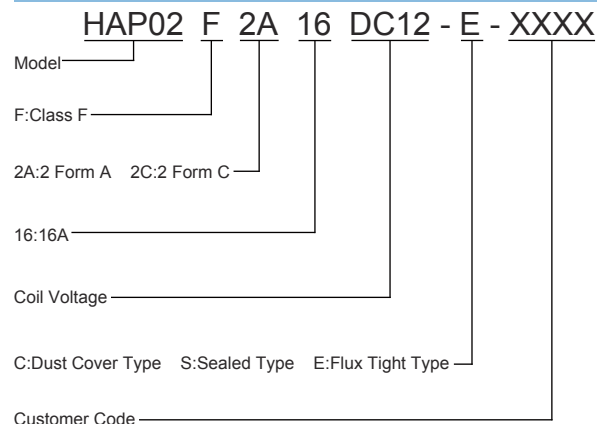 HAP02 F 2A 16 DC12 - E - XXXX
Model
F:Class F
2A:2 Form A 2C:2 Form C
16:16A
Coil Voltage
C:Dust Cover Type S:Sealed Type E:Flux Tight Type
Customer Code